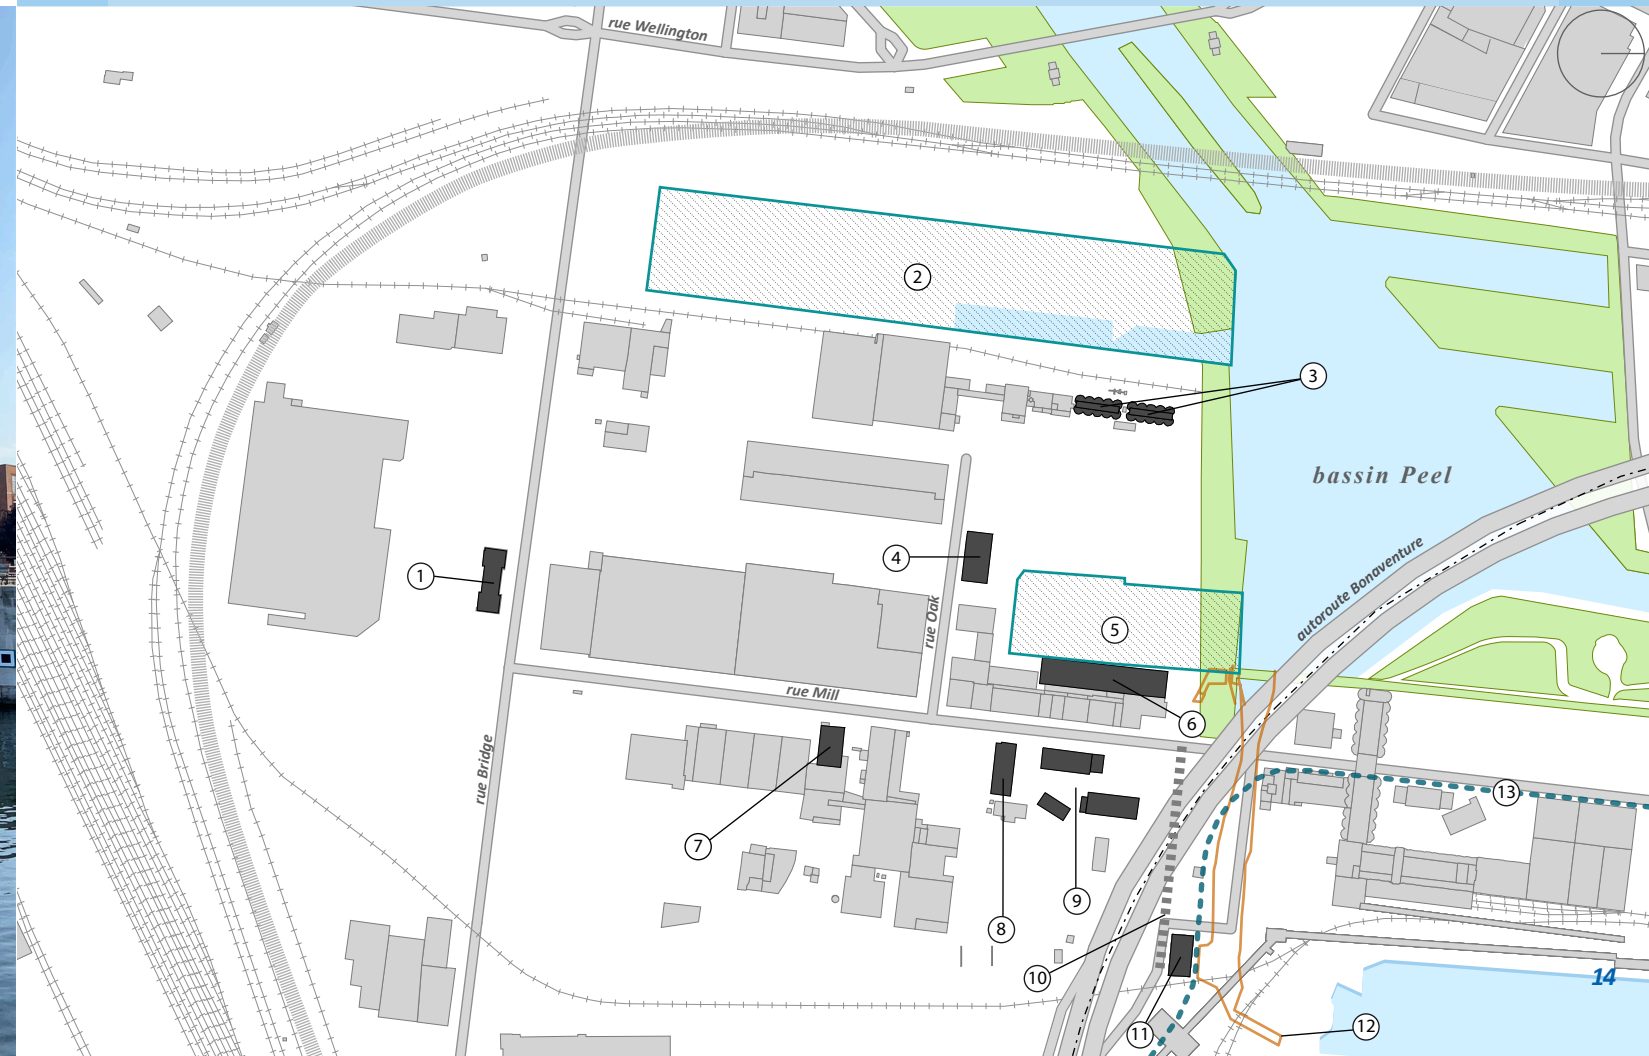 rue Wellington
2
3
bassin Peel
4
1
autoroute Bonaventure
5
rue Oak
rue Mill
6
rue Bridge
13
7
9
8
10
14
12
11